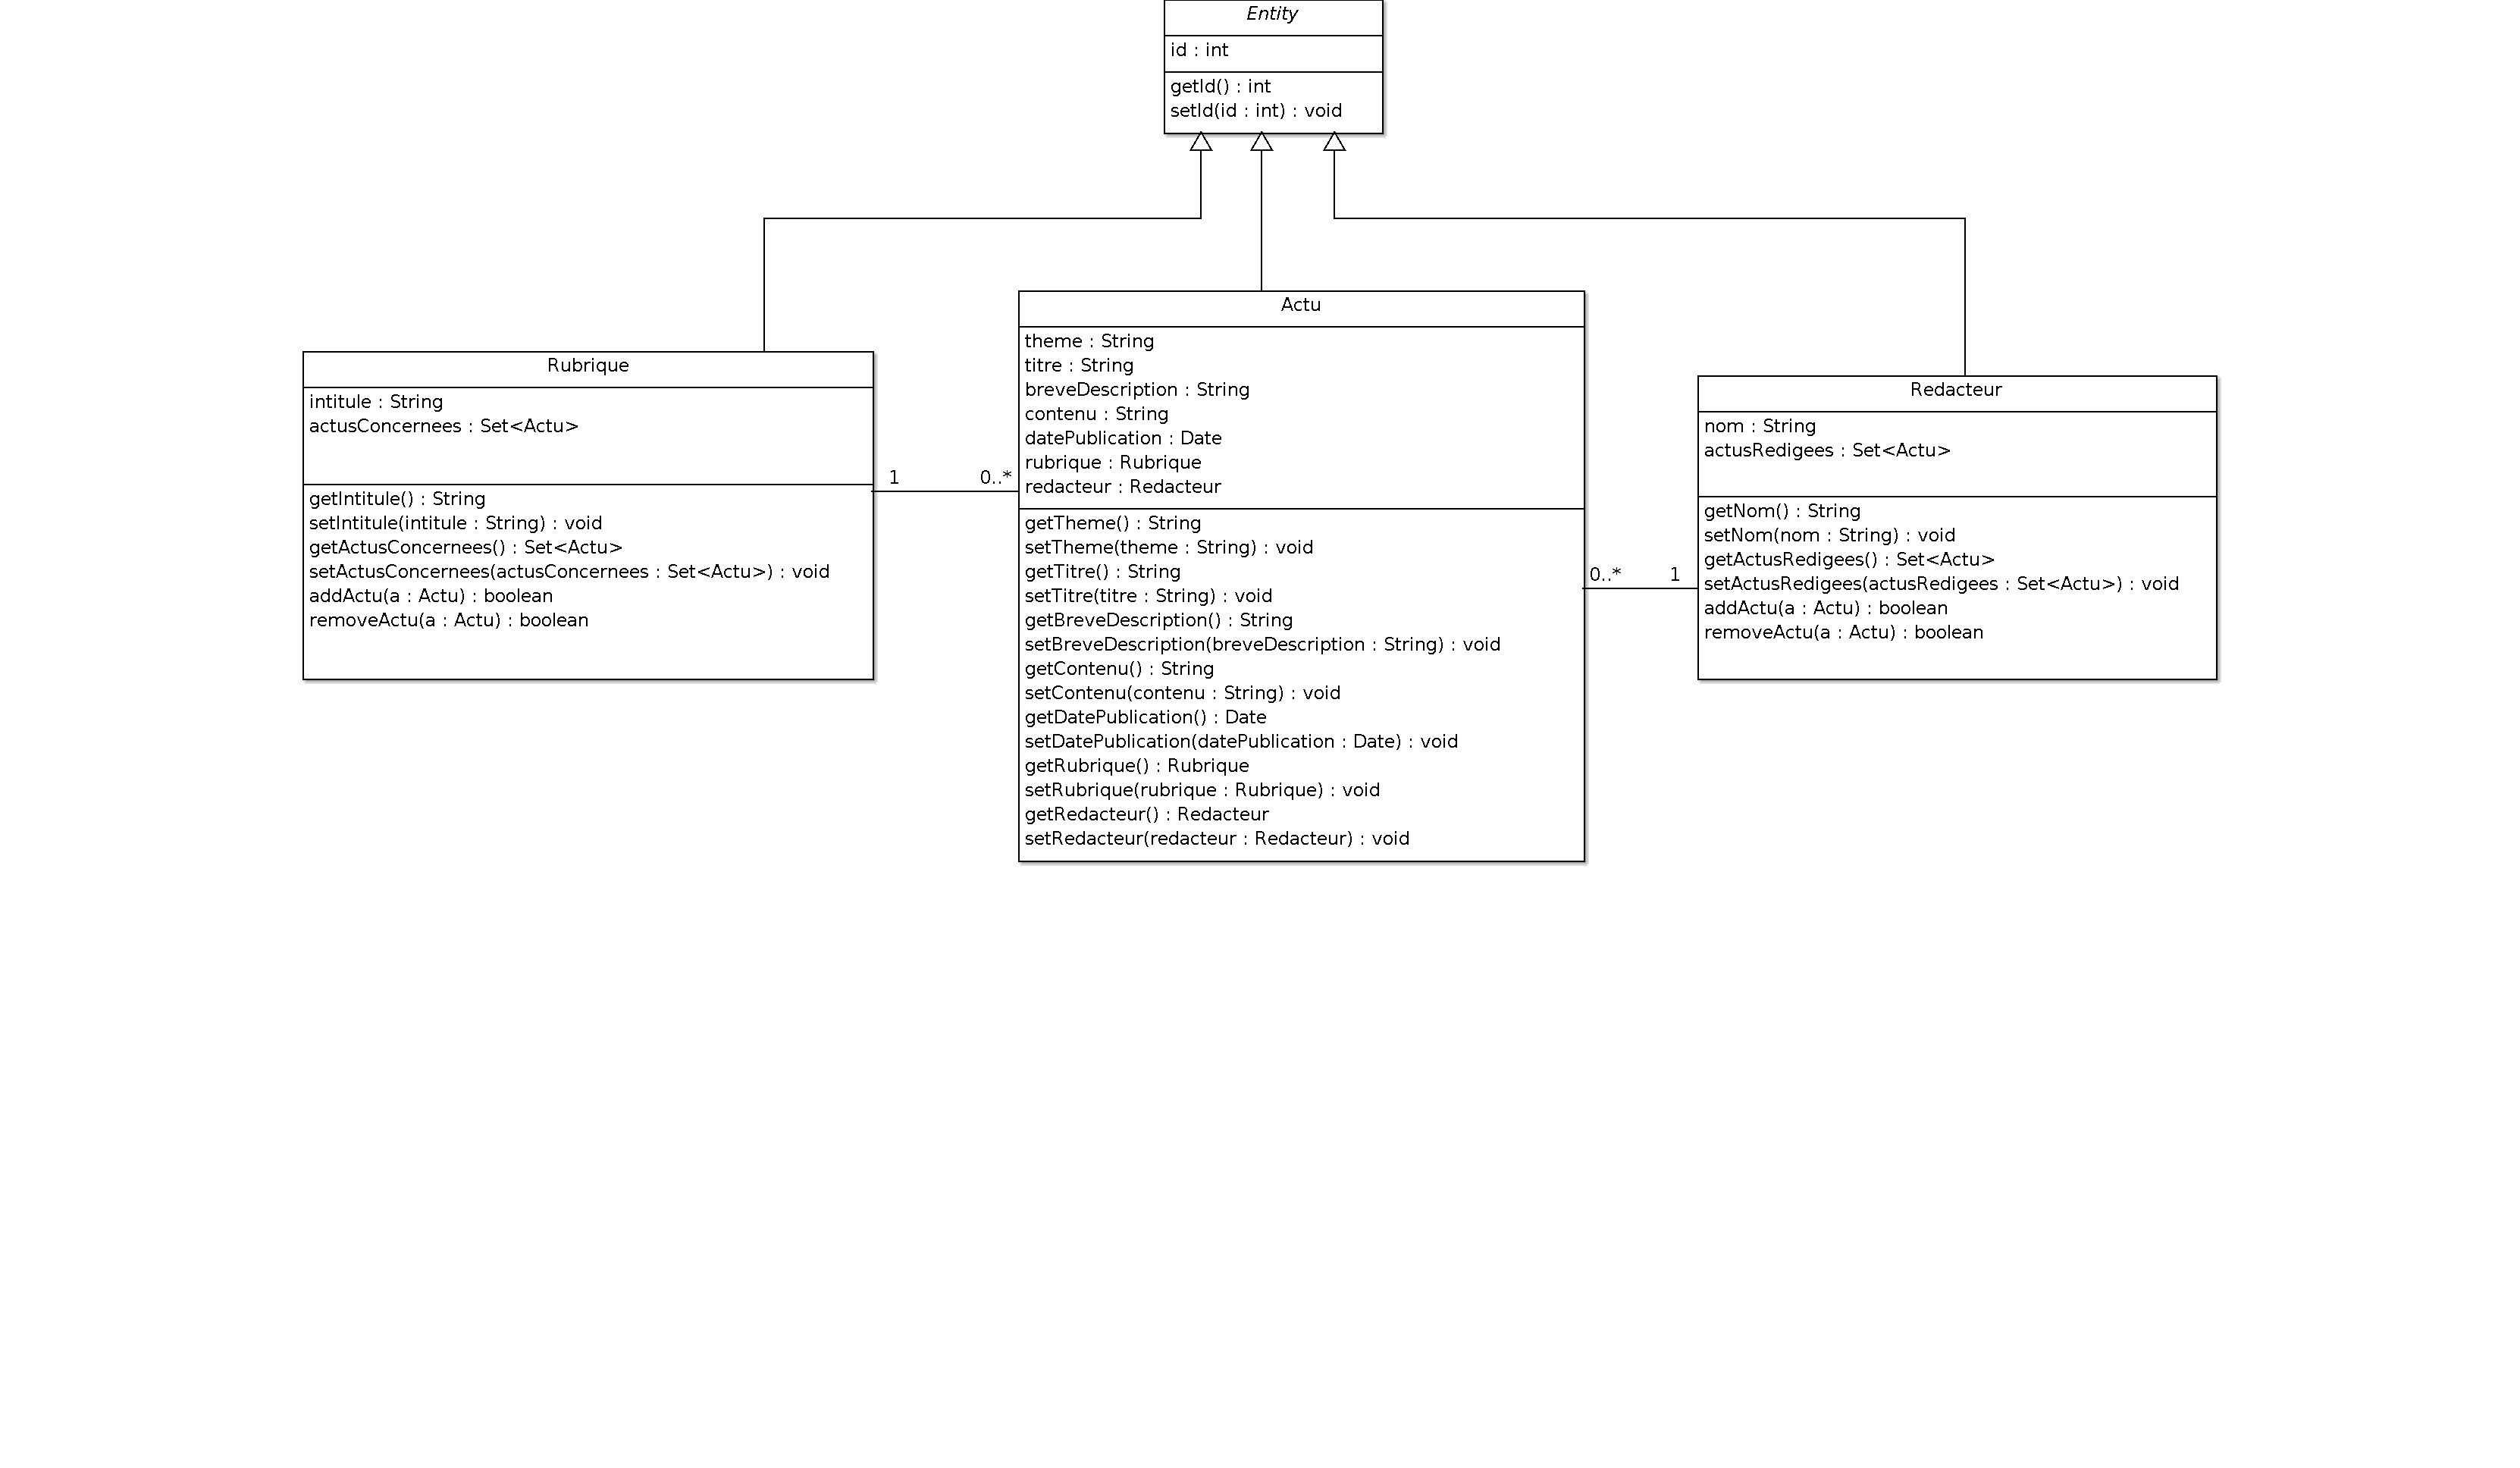 Entity
id : int
getId() : int
setId(id : int) : void
Rubrique
intitule : String
actusConcernees : Set<Actu>
getIntitule() : String
setIntitule(intitule : String) : void
getActusConcernees() : Set<Actu>
setActusConcernees(actusConcernees : Set<Actu>) : void
addActu(a : Actu) : boolean
removeActu(a : Actu) : boolean
1 0..*
Actu
theme : String
titre : String
breveDescription : String
contenu : String
datePublication : Date
rubrique : Rubrique
redacteur : Redacteur
getTheme() : String
setTheme(theme : String) : void
getTitre() : String
setTitre(titre : String) : void
getBreveDescription() : String
setBreveDescription(breveDescription : String) : void
getContenu() : String
setContenu(contenu : String) : void
getDatePublication() : Date
setDatePublication(datePublication : Date) : void
getRubrique() : Rubrique
setRubrique(rubrique : Rubrique) : void
getRedacteur() : Redacteur
setRedacteur(redacteur : Redacteur) : void
0..* 1
Redacteur
nom : String
actusRedigees : Set<Actu>
getNom() : String
setNom(nom : String) : void
getActusRedigees() : Set<Actu>
setActusRedigees(actusRedigees : Set<Actu>) : void
addActu(a : Actu) : boolean
removeActu(a : Actu) : boolean